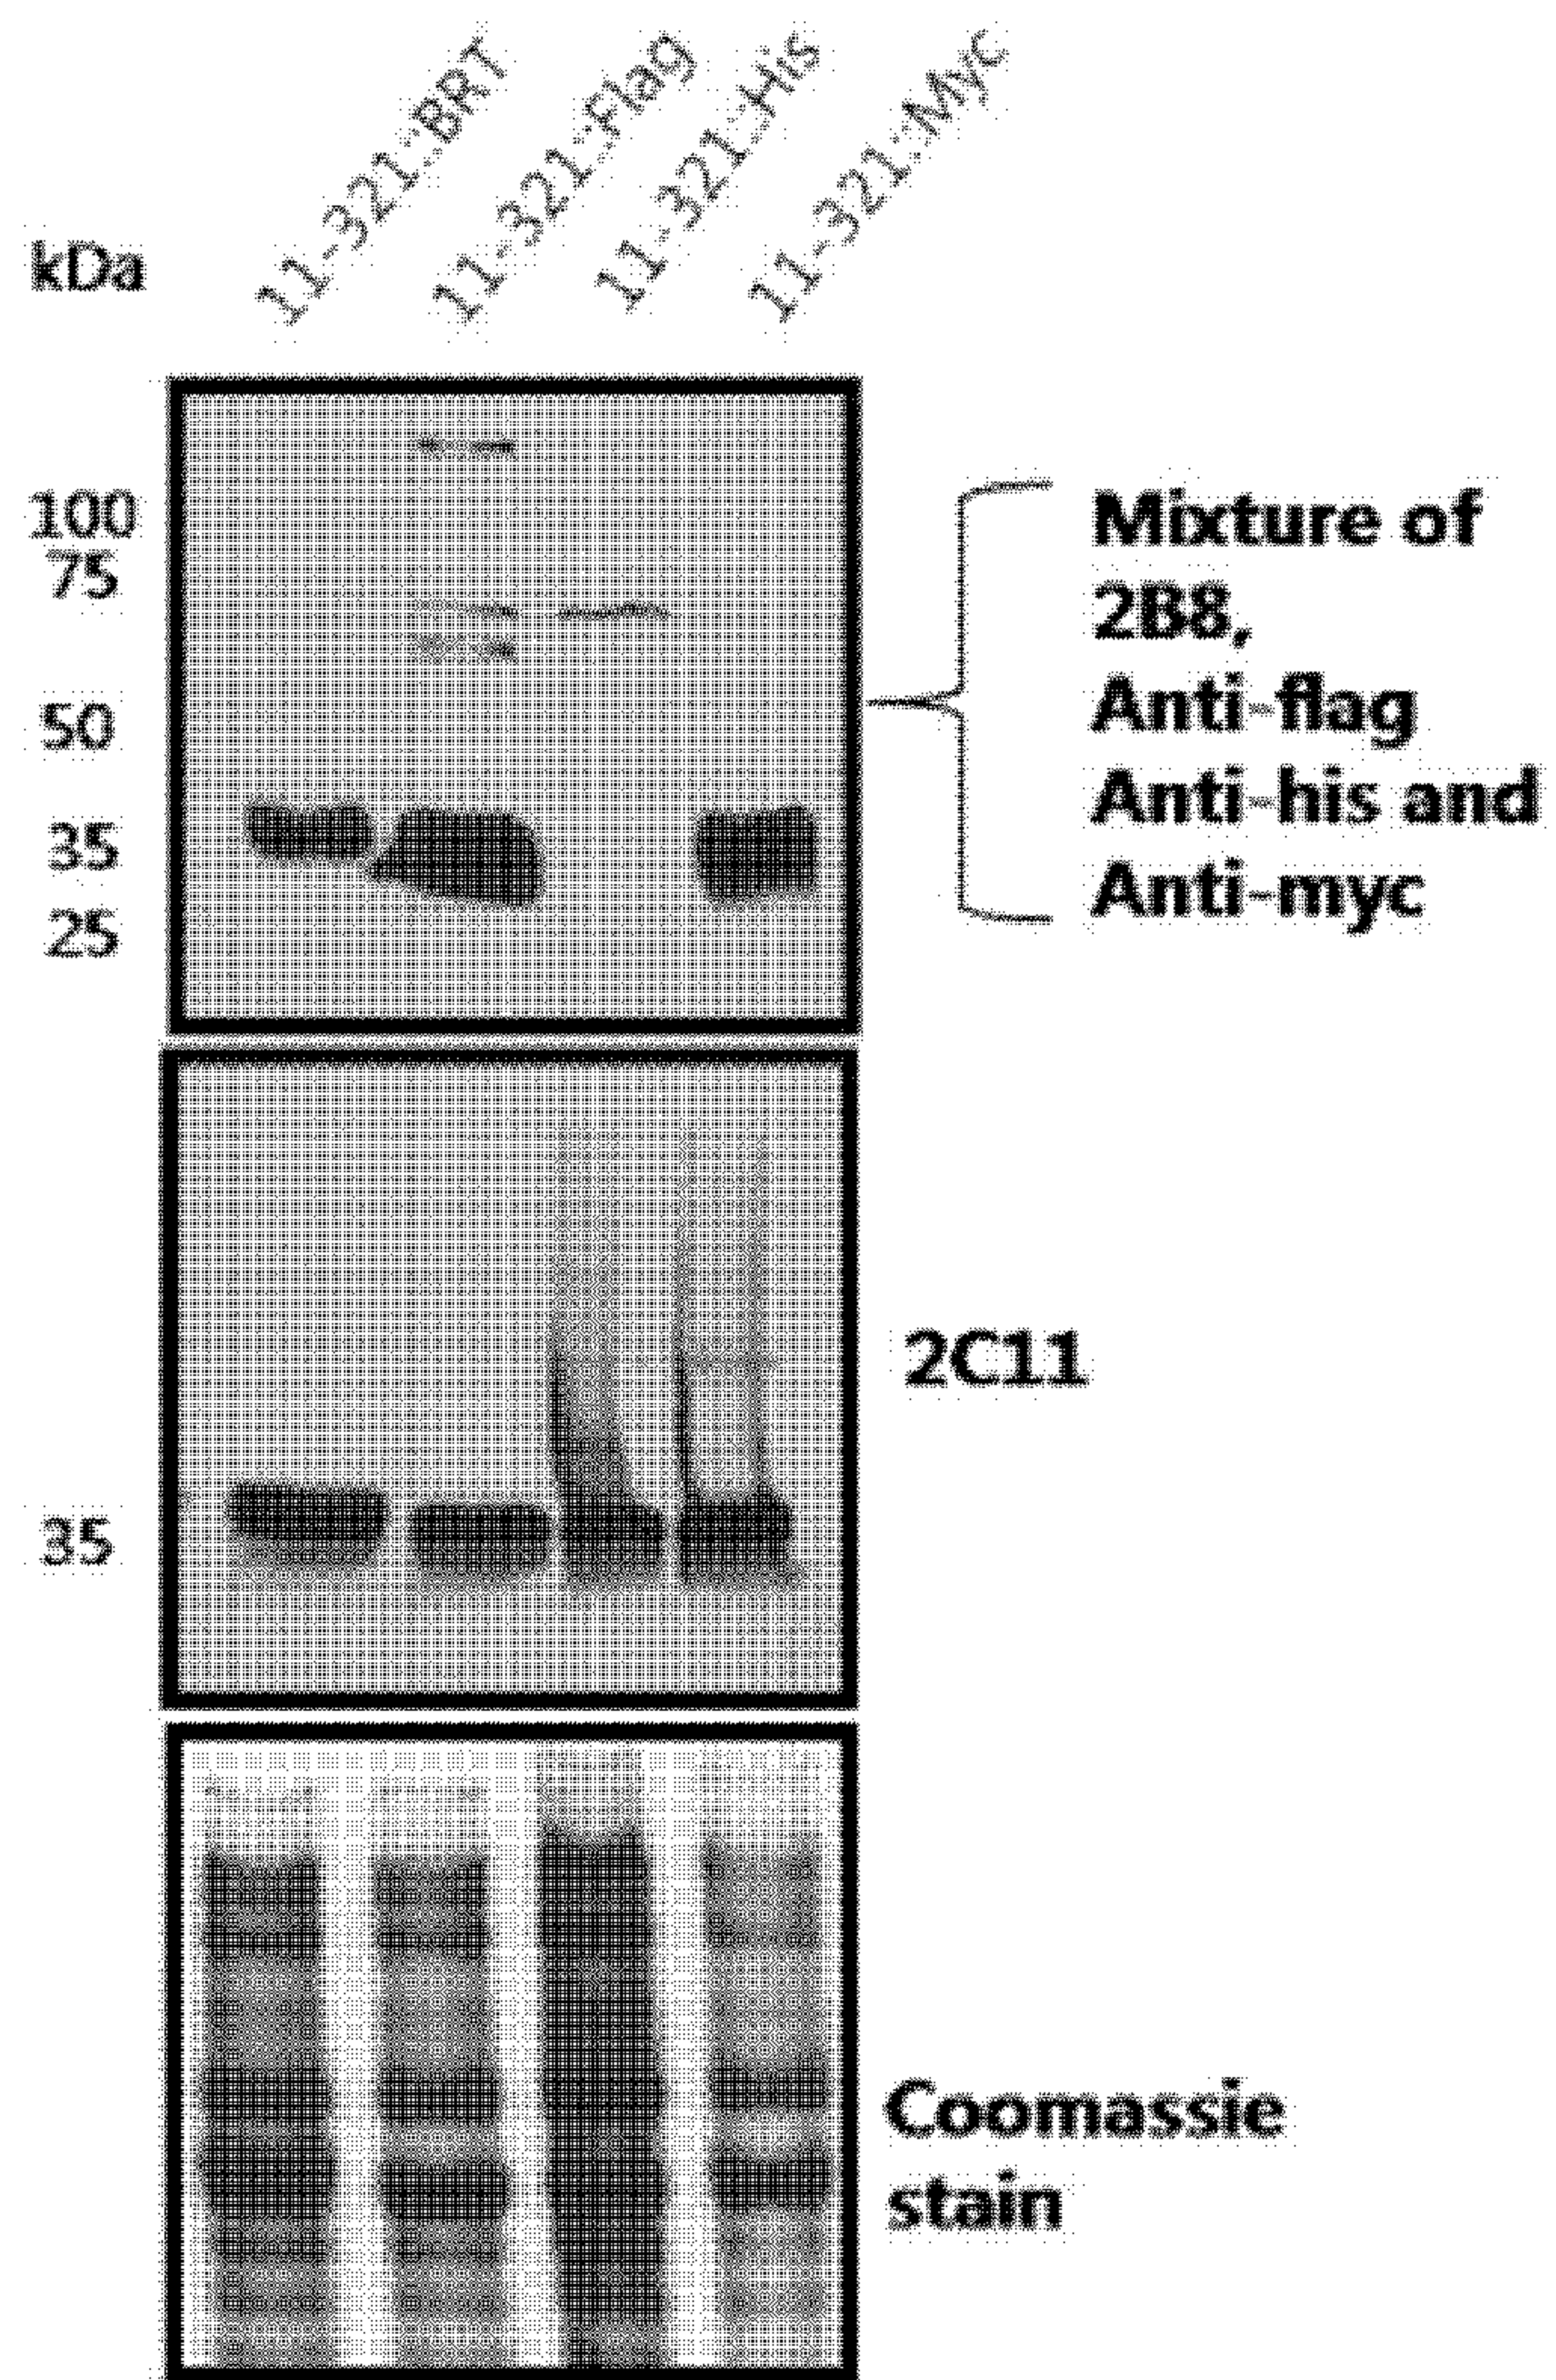 11-321::BRT
11-321::Flag
11-321::His
11-321::Myc
kDa
100
75
50
35
25
Mixture of
2B8,
Anti-flag
Anti-his and
Anti-myc
2C11
35
Coomassie
stain